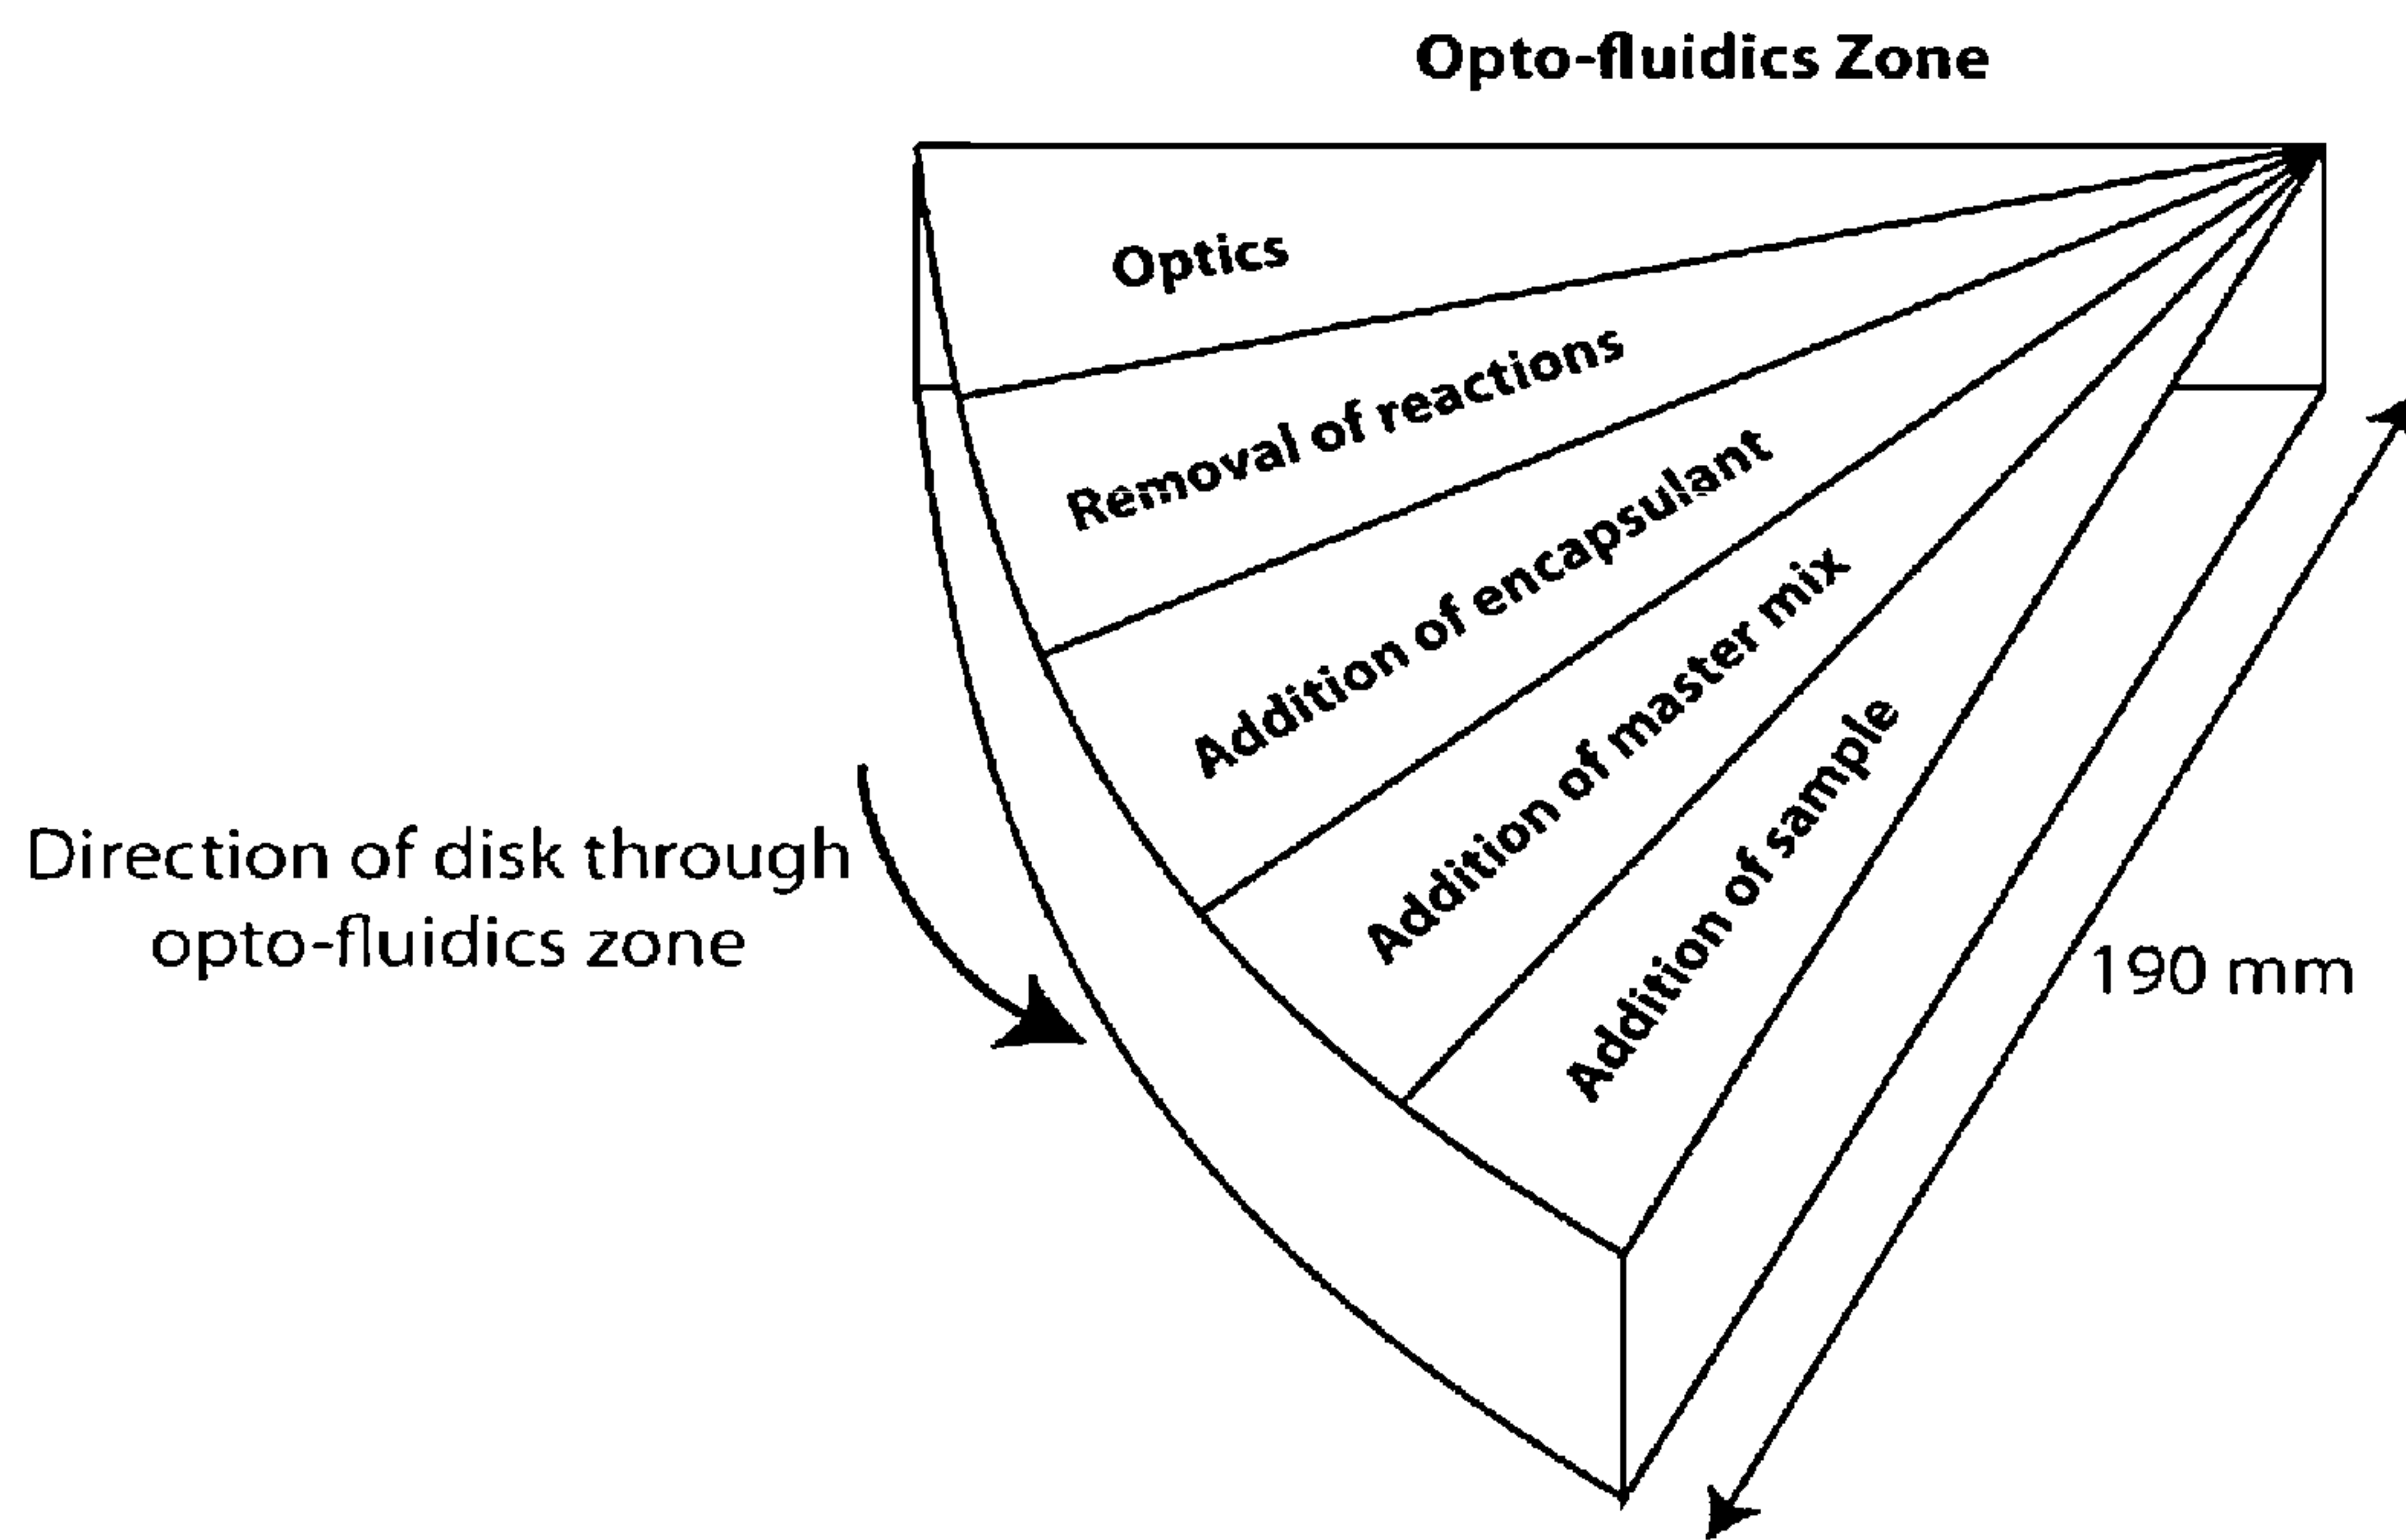 Opto-fluidics Zone
Optics
Removal of reactions
Addition of encapsulant
Addition of master mix
Addition of sample
Direction of disk through
opto-fluidics zone
190 mm